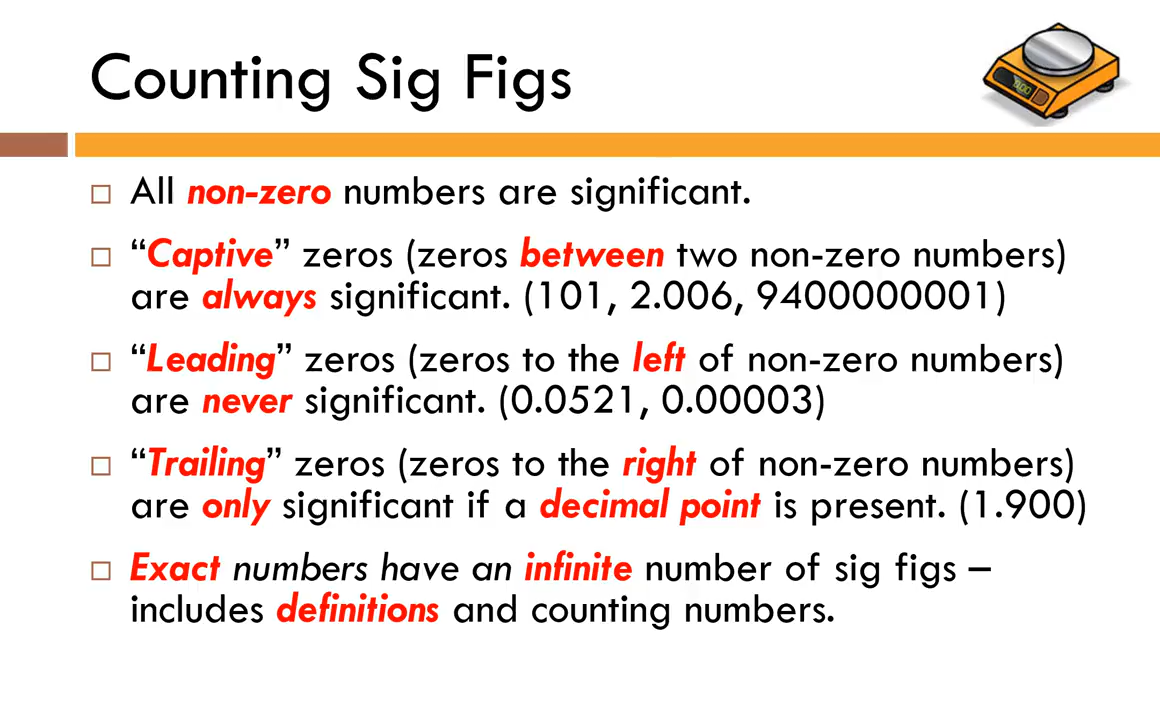 Counting Sig Figs
All non-zero numbers are significant.
“Captive” zeros (zeros between two non-zero numbers)
are always significant. (101, 2.006, 9400000001)
“Leading” zeros (zeros to the left of non-zero numbers)
are never significant. (0.0521, 0.00003)
“Trailing” zeros (zeros to the right of non-zero numbers)
are only significant if a decimal point is present. (1.900)
Exact numbers have an infinite number of sig figs –
includes definitions and counting numbers.